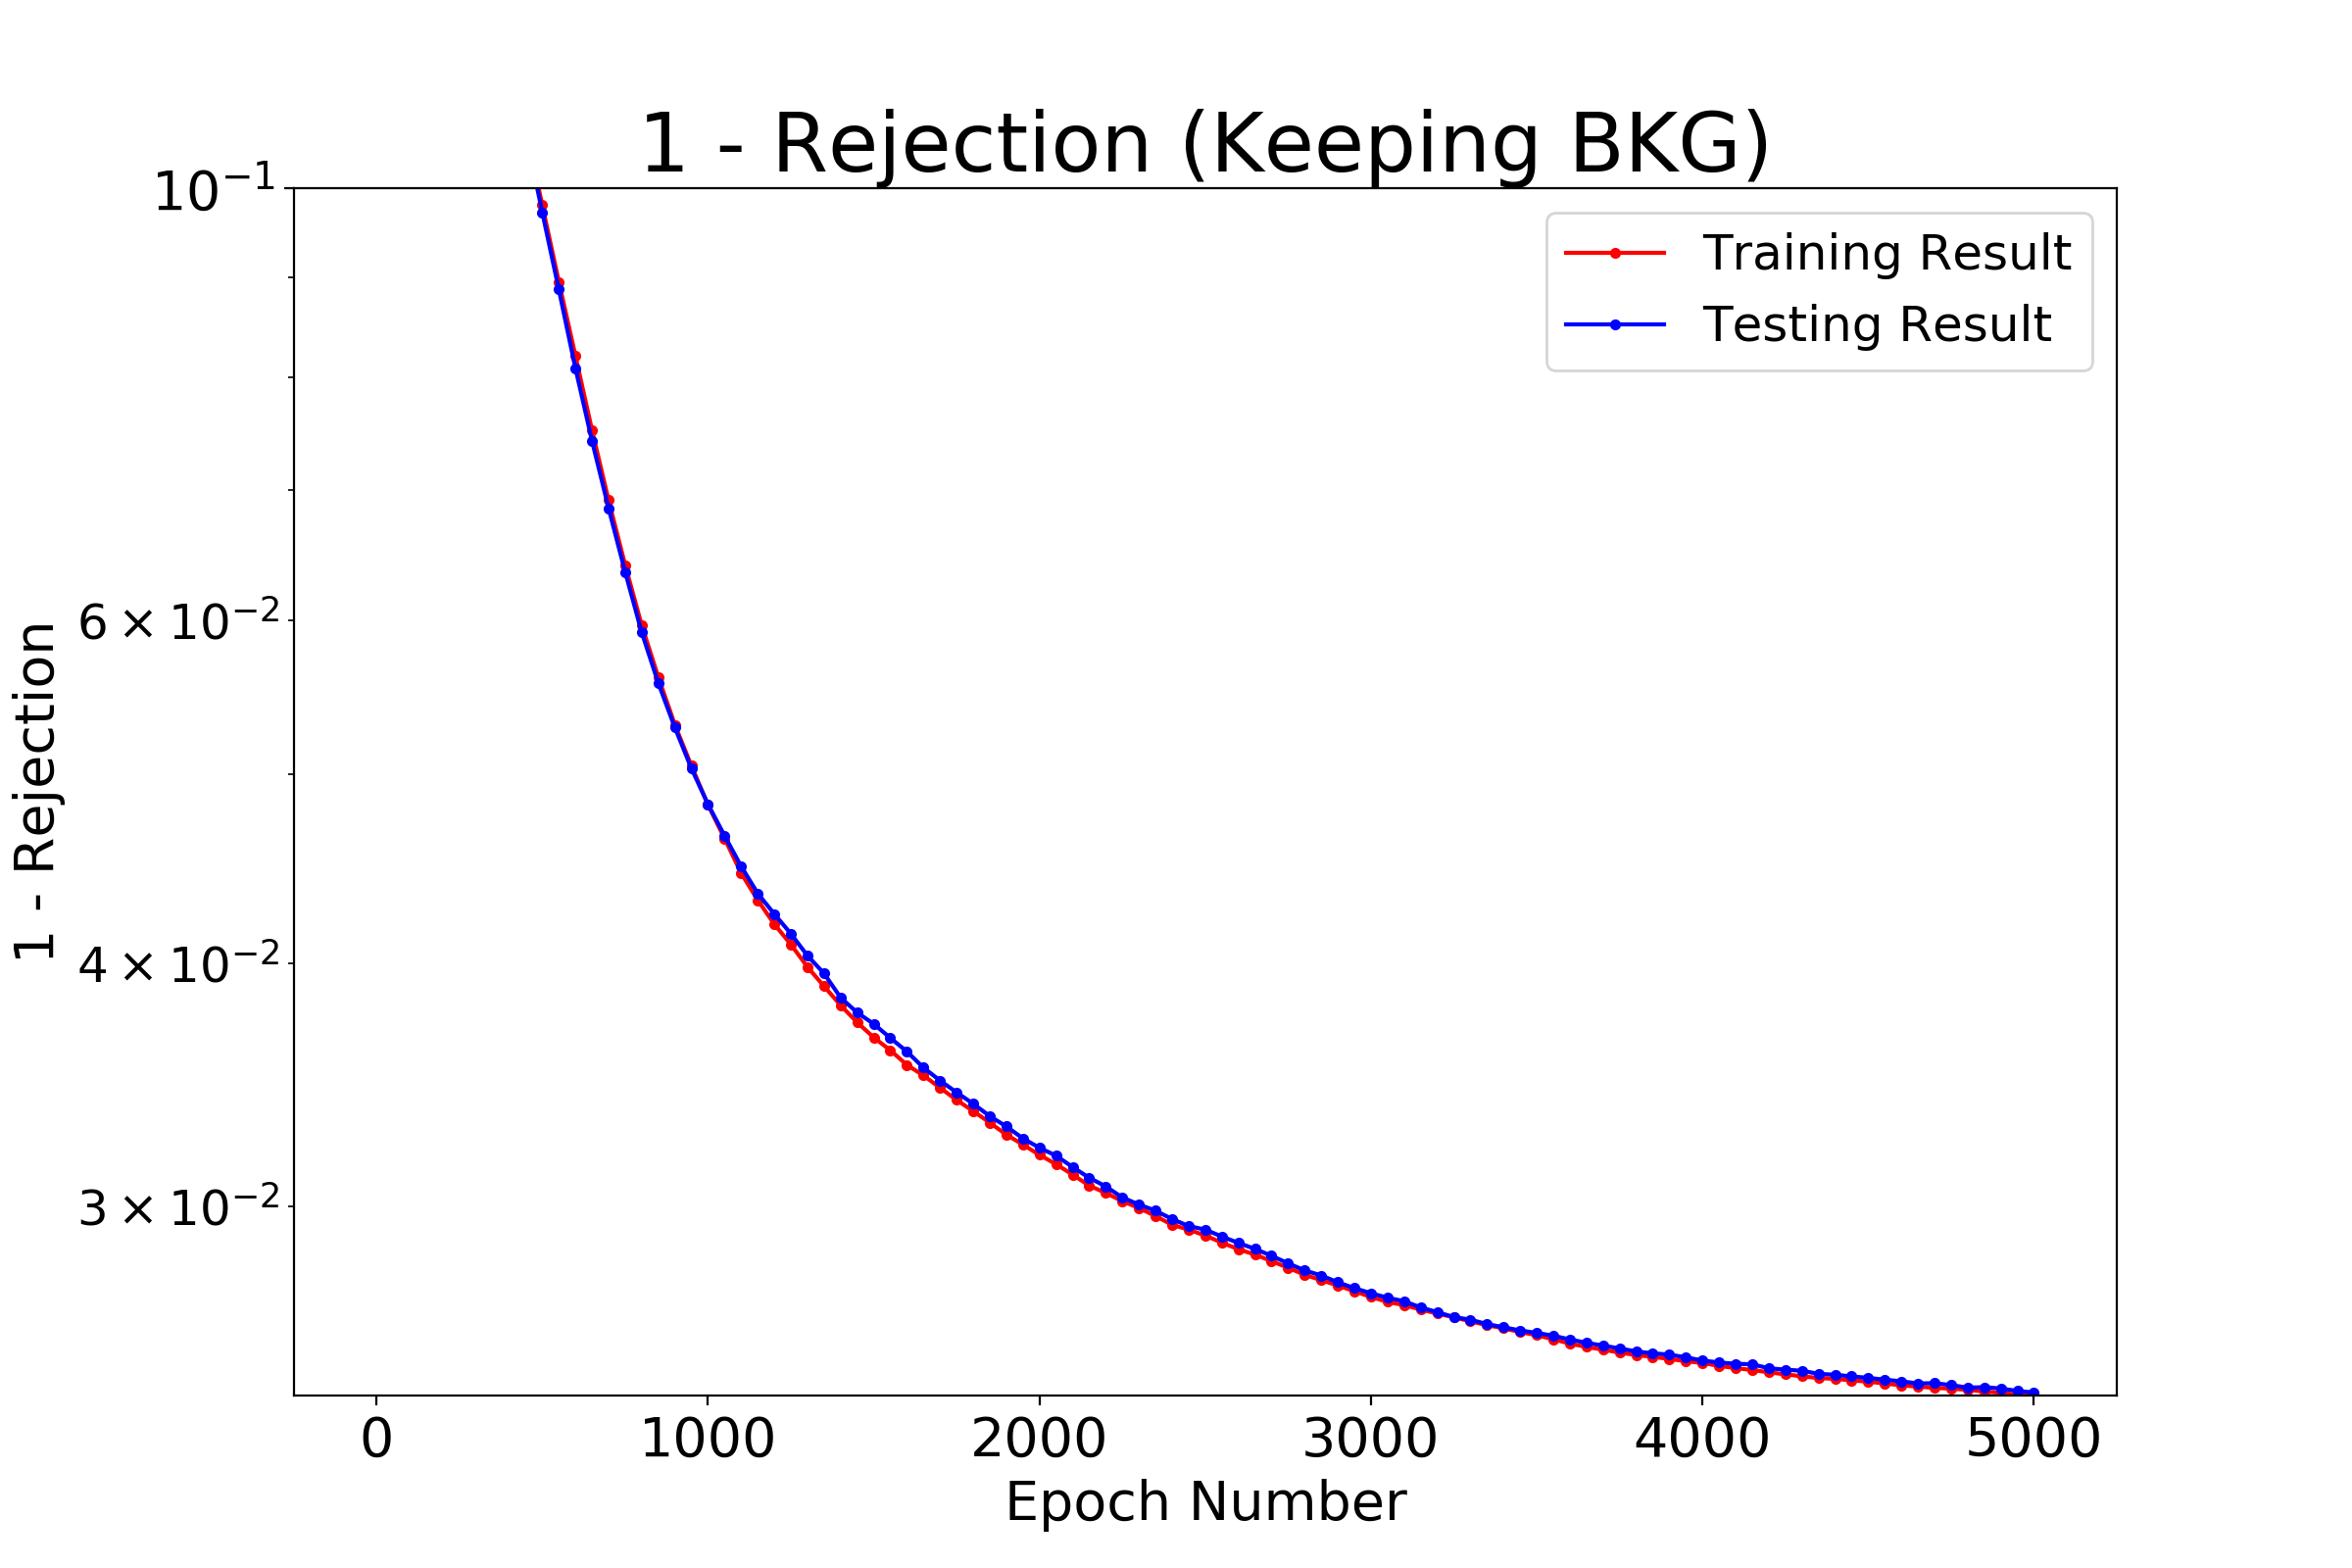 1 - Rejection (Keeping BKG)
10⁻¹
6 × 10⁻²
4 × 10⁻²
3 × 10⁻²
1 - Rejection
Training Result
Testing Result
0 1000 2000 3000 4000 5000
Epoch Number